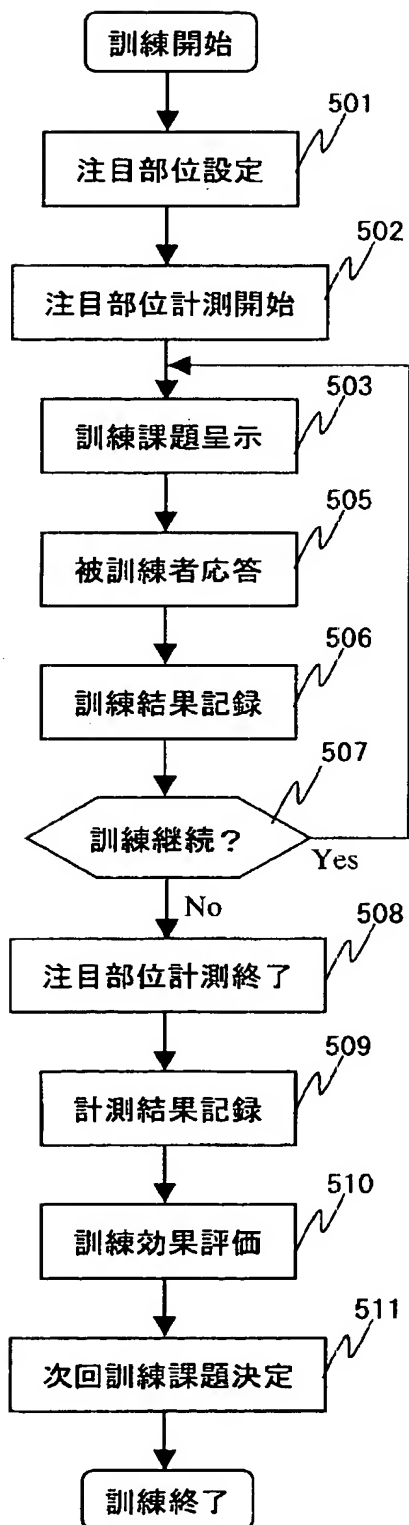 訓練開始
501
注目部位設定
502
注目部位計測開始
503
訓練課題呈示
505
被訓練者応答
506
訓練結果記録
507
訓練継続?
Yes
No
508
注目部位計測終了
509
計測結果記録
510
訓練効果評価
511
次回訓練課題決定
訓練終了